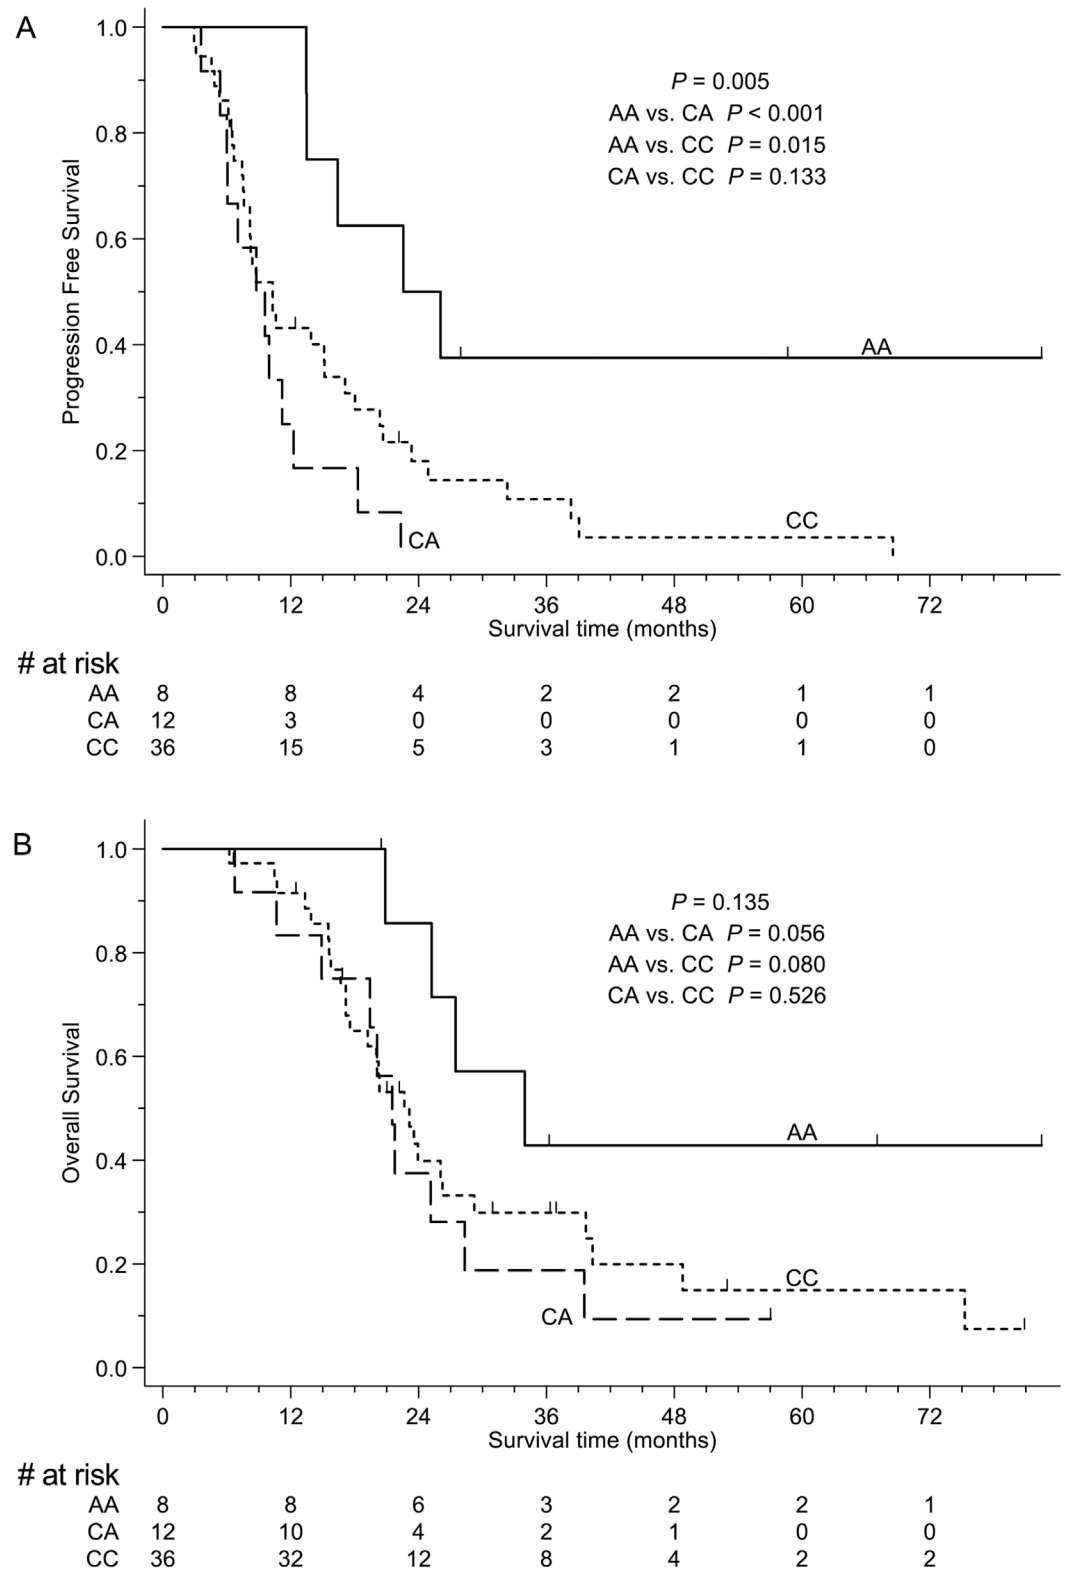 A
P = 0.005
AA vs. CA P < 0.001
AA vs. CC P = 0.015
CA vs. CC P = 0.133
Progression Free Survival
1.0
0.8
0.6
0.4
0.2
0.0
AA
CC
CA
0 12 24 36 48 60 72
Survival time (months)
# at risk
AA 8 8 4 2 2 1 1
CA 12 3 0 0 0 0 0
CC 36 15 5 3 1 1 0
B
P = 0.135
AA vs. CA P = 0.056
AA vs. CC P = 0.080
CA vs. CC P = 0.526
Overall Survival
1.0
0.8
0.6
0.4
0.2
0.0
AA
CC
CA
0 12 24 36 48 60 72
Survival time (months)
# at risk
AA 8 8 6 3 2 2 1
CA 12 10 4 2 1 0 0
CC 36 32 12 8 4 2 2